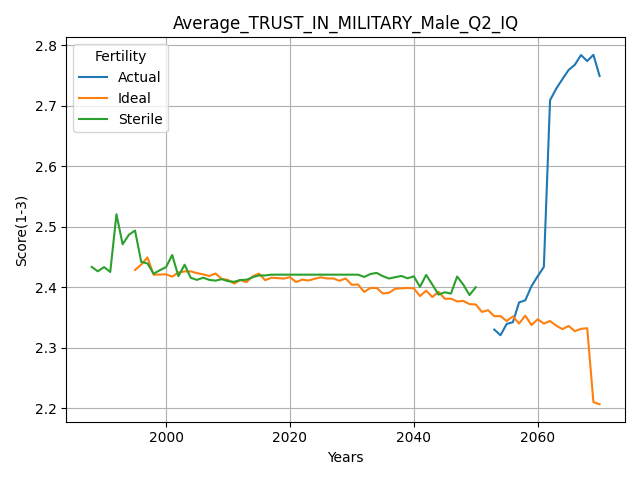 Average_TRUST_IN_MILITARY_Male_Q2_IQ
Fertility
Actual
Ideal
Sterile
Score(1-3)
2.8
2.7
2.6
2.5
2.4
2.3
2.2
2000 2020 2040 2060
Years